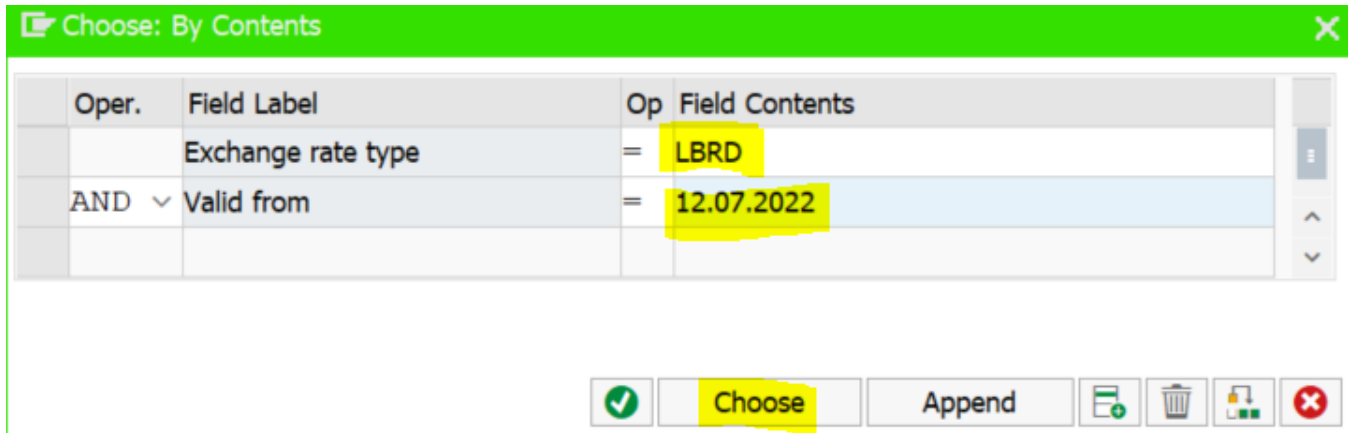 Choose: By Contents
Oper. Field Label Op Field Contents
Exchange rate type = LBRD
AND Valid from = 12.07.2022
Choose Append